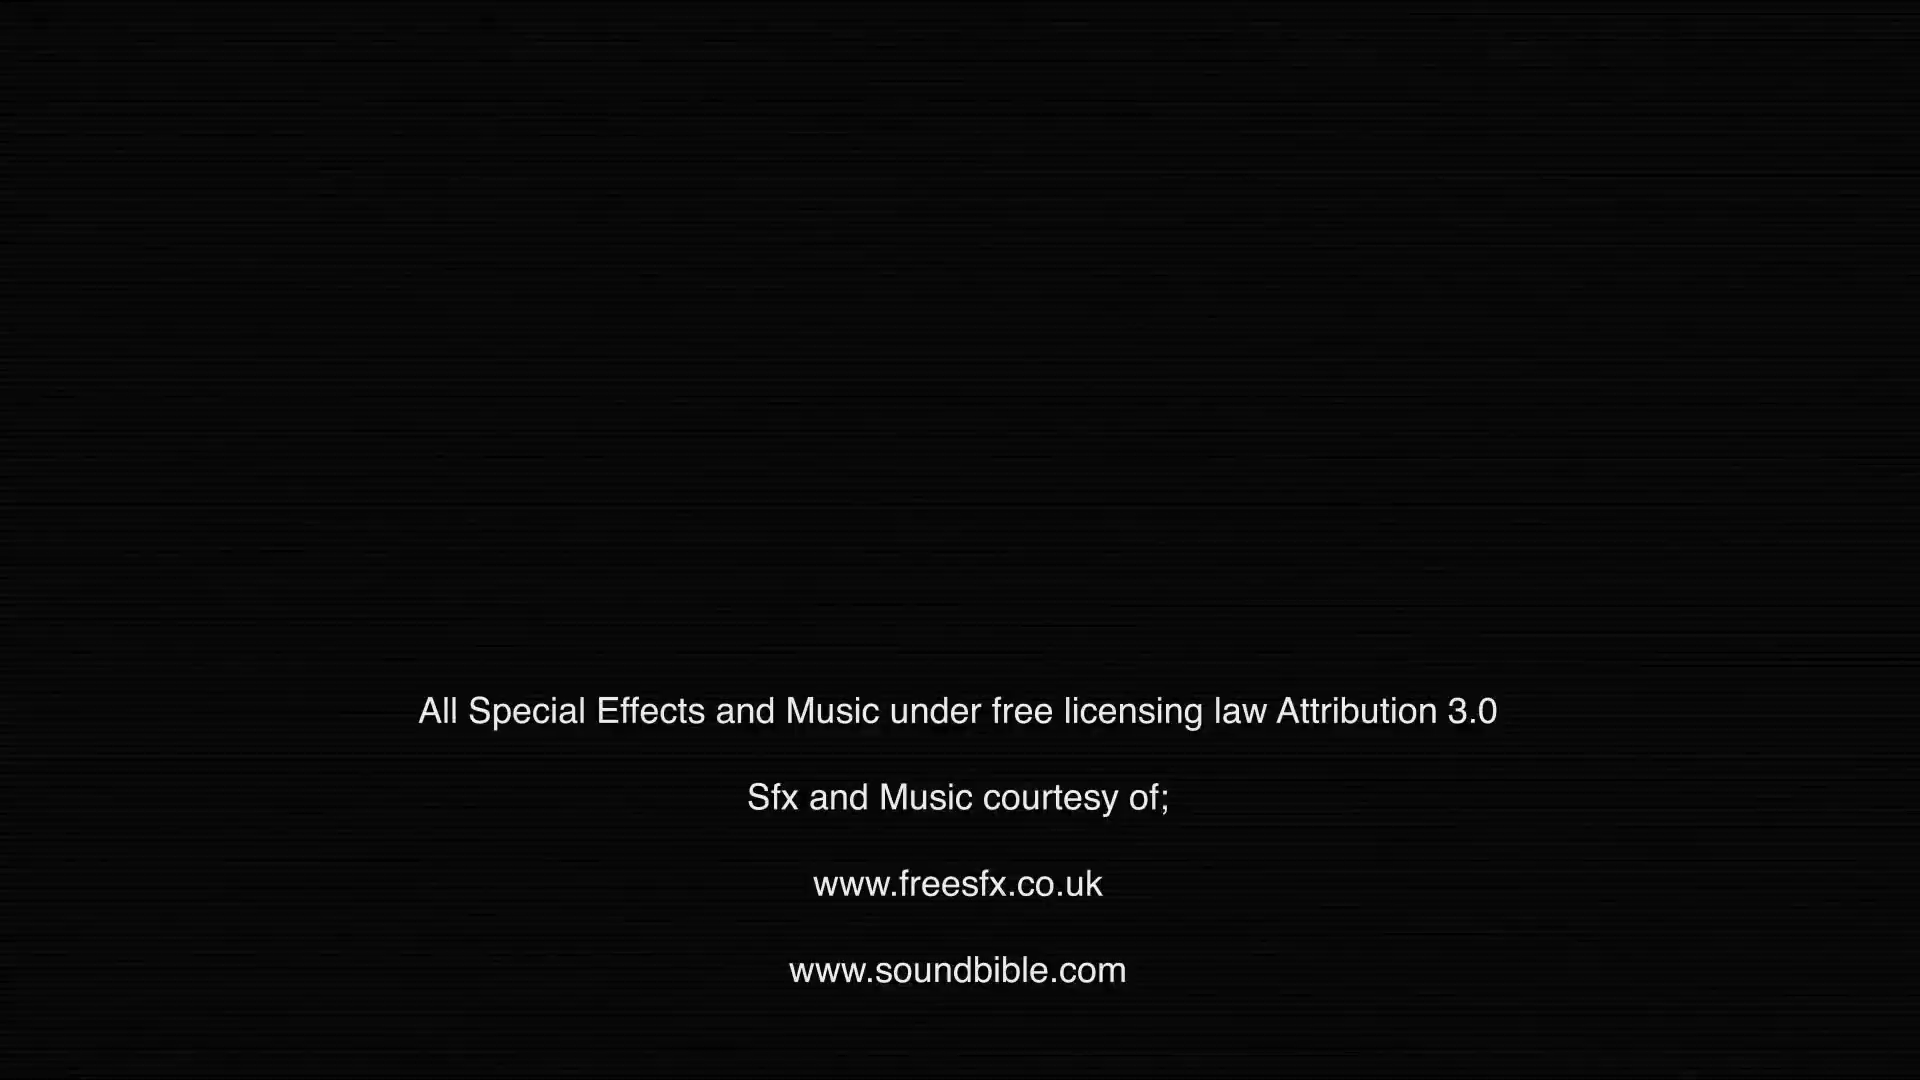 All Special Effects and Music under free licensing law Attribution 3.0
Sfx and Music courtesy of;
www.freesfx.co.uk
www.soundbible.com